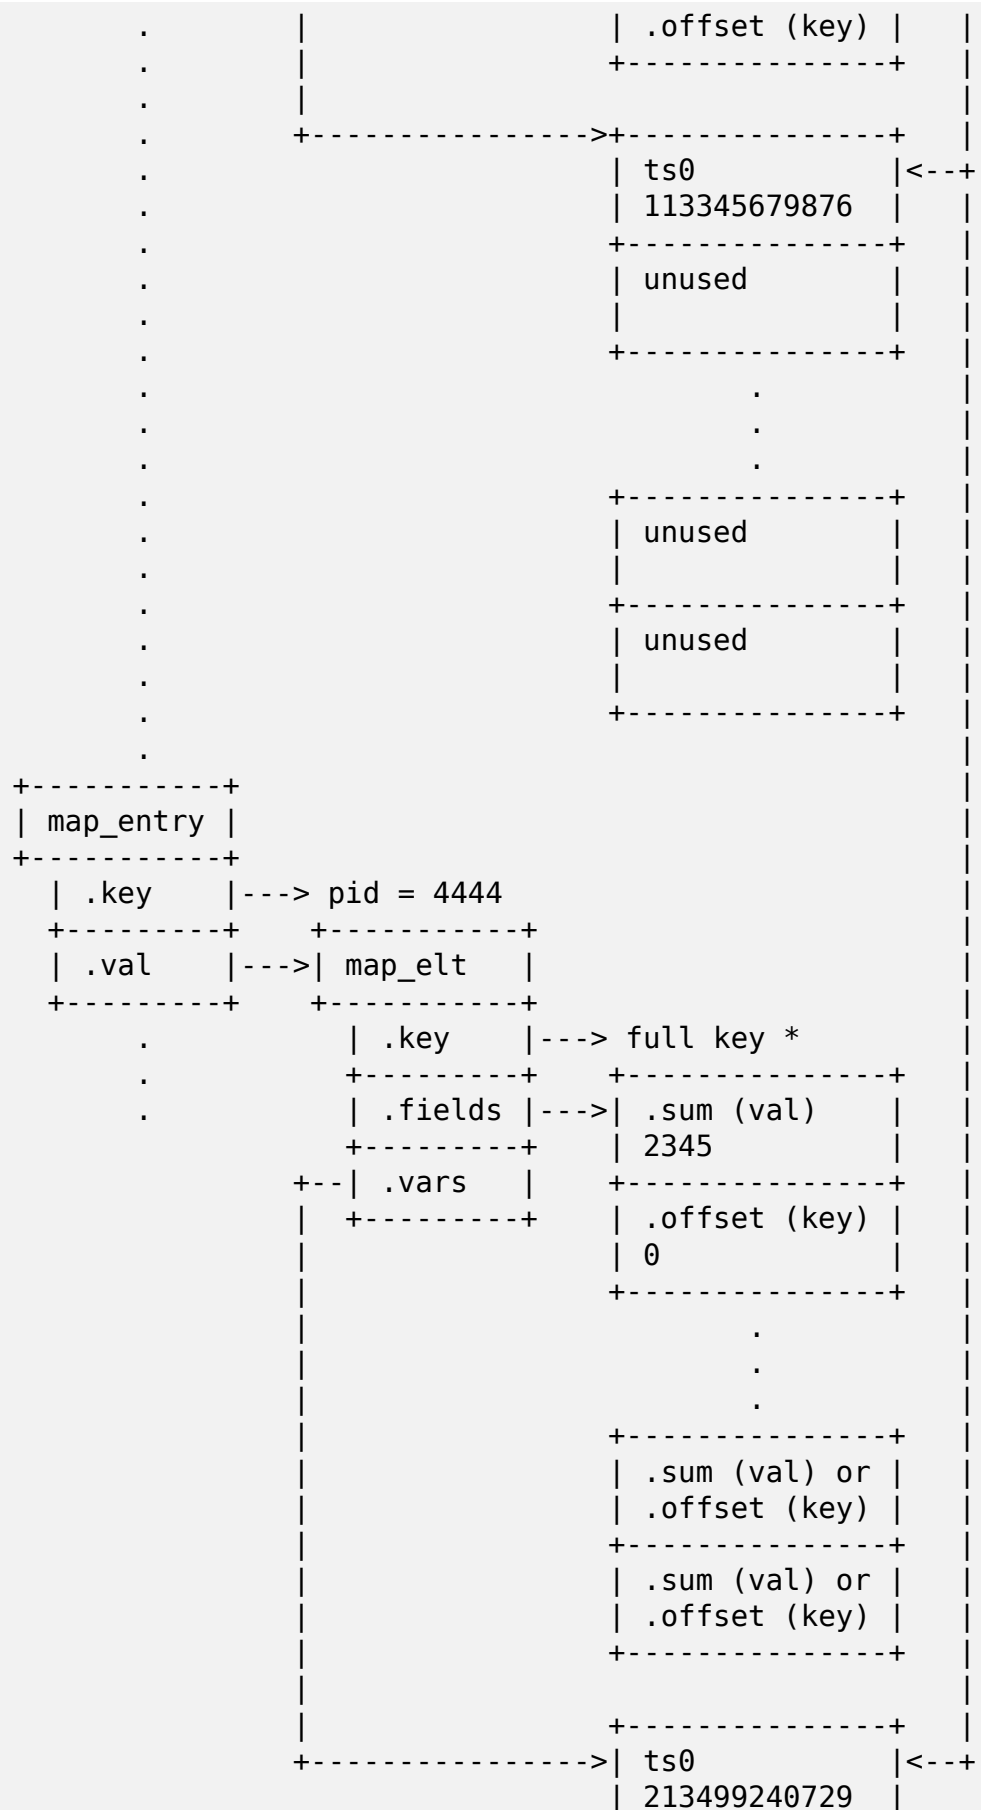 .         |                  | .offset (key) |   |
        .         |                  +---------------+   |
        .         |                                      |
        .         +----------------->+---------------+   |
        .                            | ts0           |<--+
        .                            | 113345679876  |   |
        .                            +---------------+   |
        .                            | unused        |   |
        .                            |               |   |
        .                            +---------------+   |
        .                                    .           |
        .                                    .           |
        .                                    .           |
        .                            +---------------+   |
        .                            | unused        |   |
        .                            |               |   |
        .                            +---------------+   |
        .                            | unused        |   |
        .                            |               |   |
        .                            +---------------+   |
        .                                                |
 +-----------+                                           |
 | map_entry |                                           |
 +-----------+                                           |
   | .key    |---> pid = 4444                            |
   +---------+    +-----------+                          |
   | .val    |--->| map_elt   |                          |
   +---------+    +-----------+                          |
        .           | .key    |---> full key *           |
        .           +---------+    +---------------+     |
        .           | .fields |--->| .sum (val)    |     |
                    +---------+    | 2345          |     |
                 +--| .vars   |    +---------------+     |
                 |  +---------+    | .offset (key) |     |
                 |                 | 0             |     |
                 |                 +---------------+     |
                 |                         .             |
                 |                         .             |
                 |                         .             |
                 |                 +---------------+     |
                 |                 | .sum (val) or |     |
                 |                 | .offset (key) |     |
                 |                 +---------------+     |
                 |                 | .sum (val) or |     |
                 |                 | .offset (key) |     |
                 |                 +---------------+     |
                 |                                       |
                 |                 +---------------+     |
                 +---------------->| ts0           |<--+
                                   | 213499240729  |